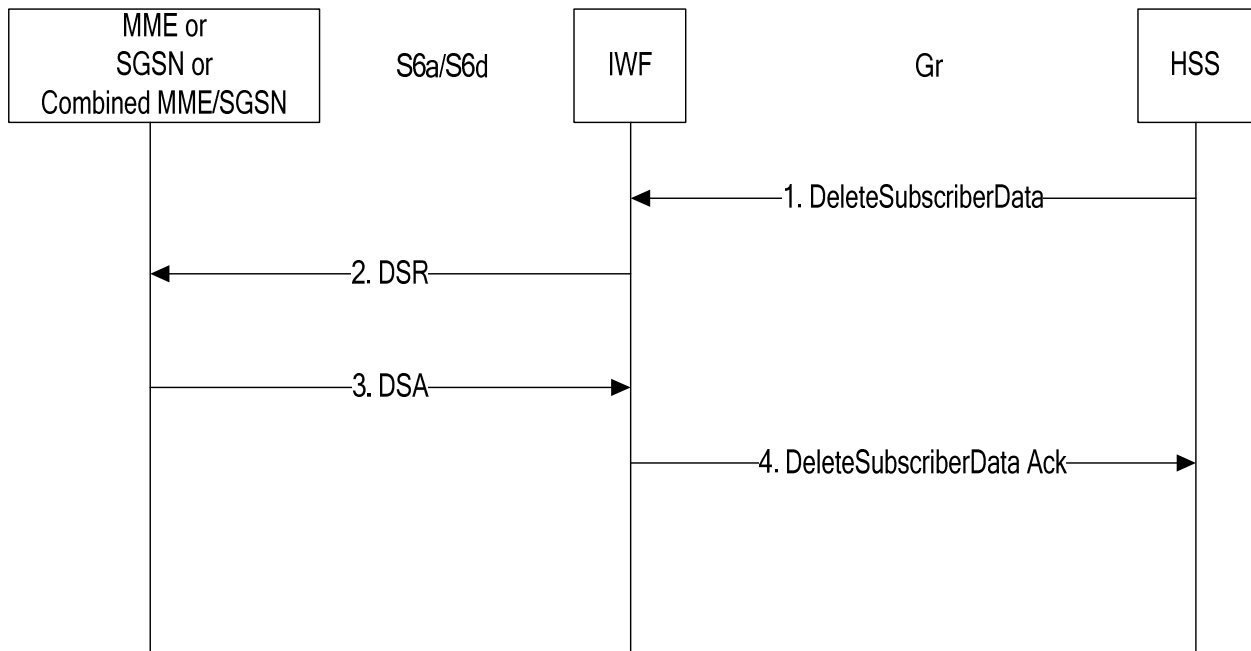 MME or
SGSN or
Combined MME/SGSN
S6a/S6d
IWF
Gr
HSS
1. DeleteSubscriberData
2. DSR
3. DSA
4. DeleteSubscriberData Ack